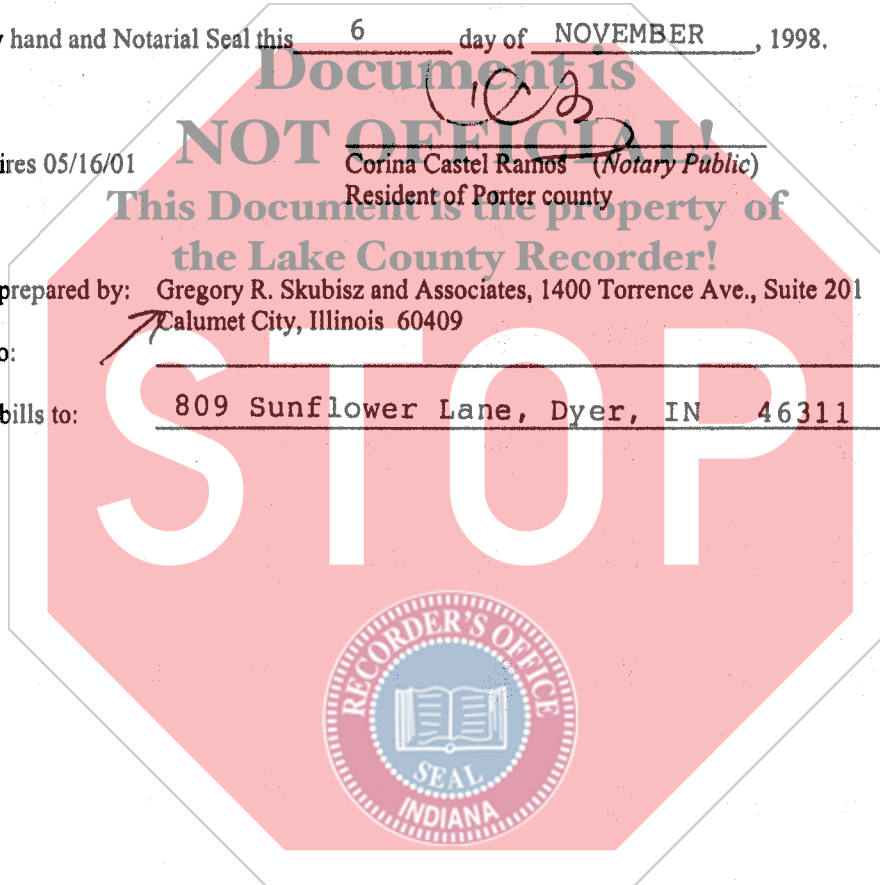 hand and Notarial Seal this 6 day of NOVEMBER , 1998.
Document is
NOT OFFICIAL!
ires 05/16/01
Corina Castel Ramos (Notary Public)
Resident of Porter county
This Document is the property of
the Lake County Recorder!
prepared by: Gregory R. Skubisz and Associates, 1400 Torrence Ave., Suite 201
Calumet City, Illinois 60409
o:
bills to: 809 Sunflower Lane, Dyer, IN 46311
STOP
RECORDER'S OFFICE
SEAL
INDIANA